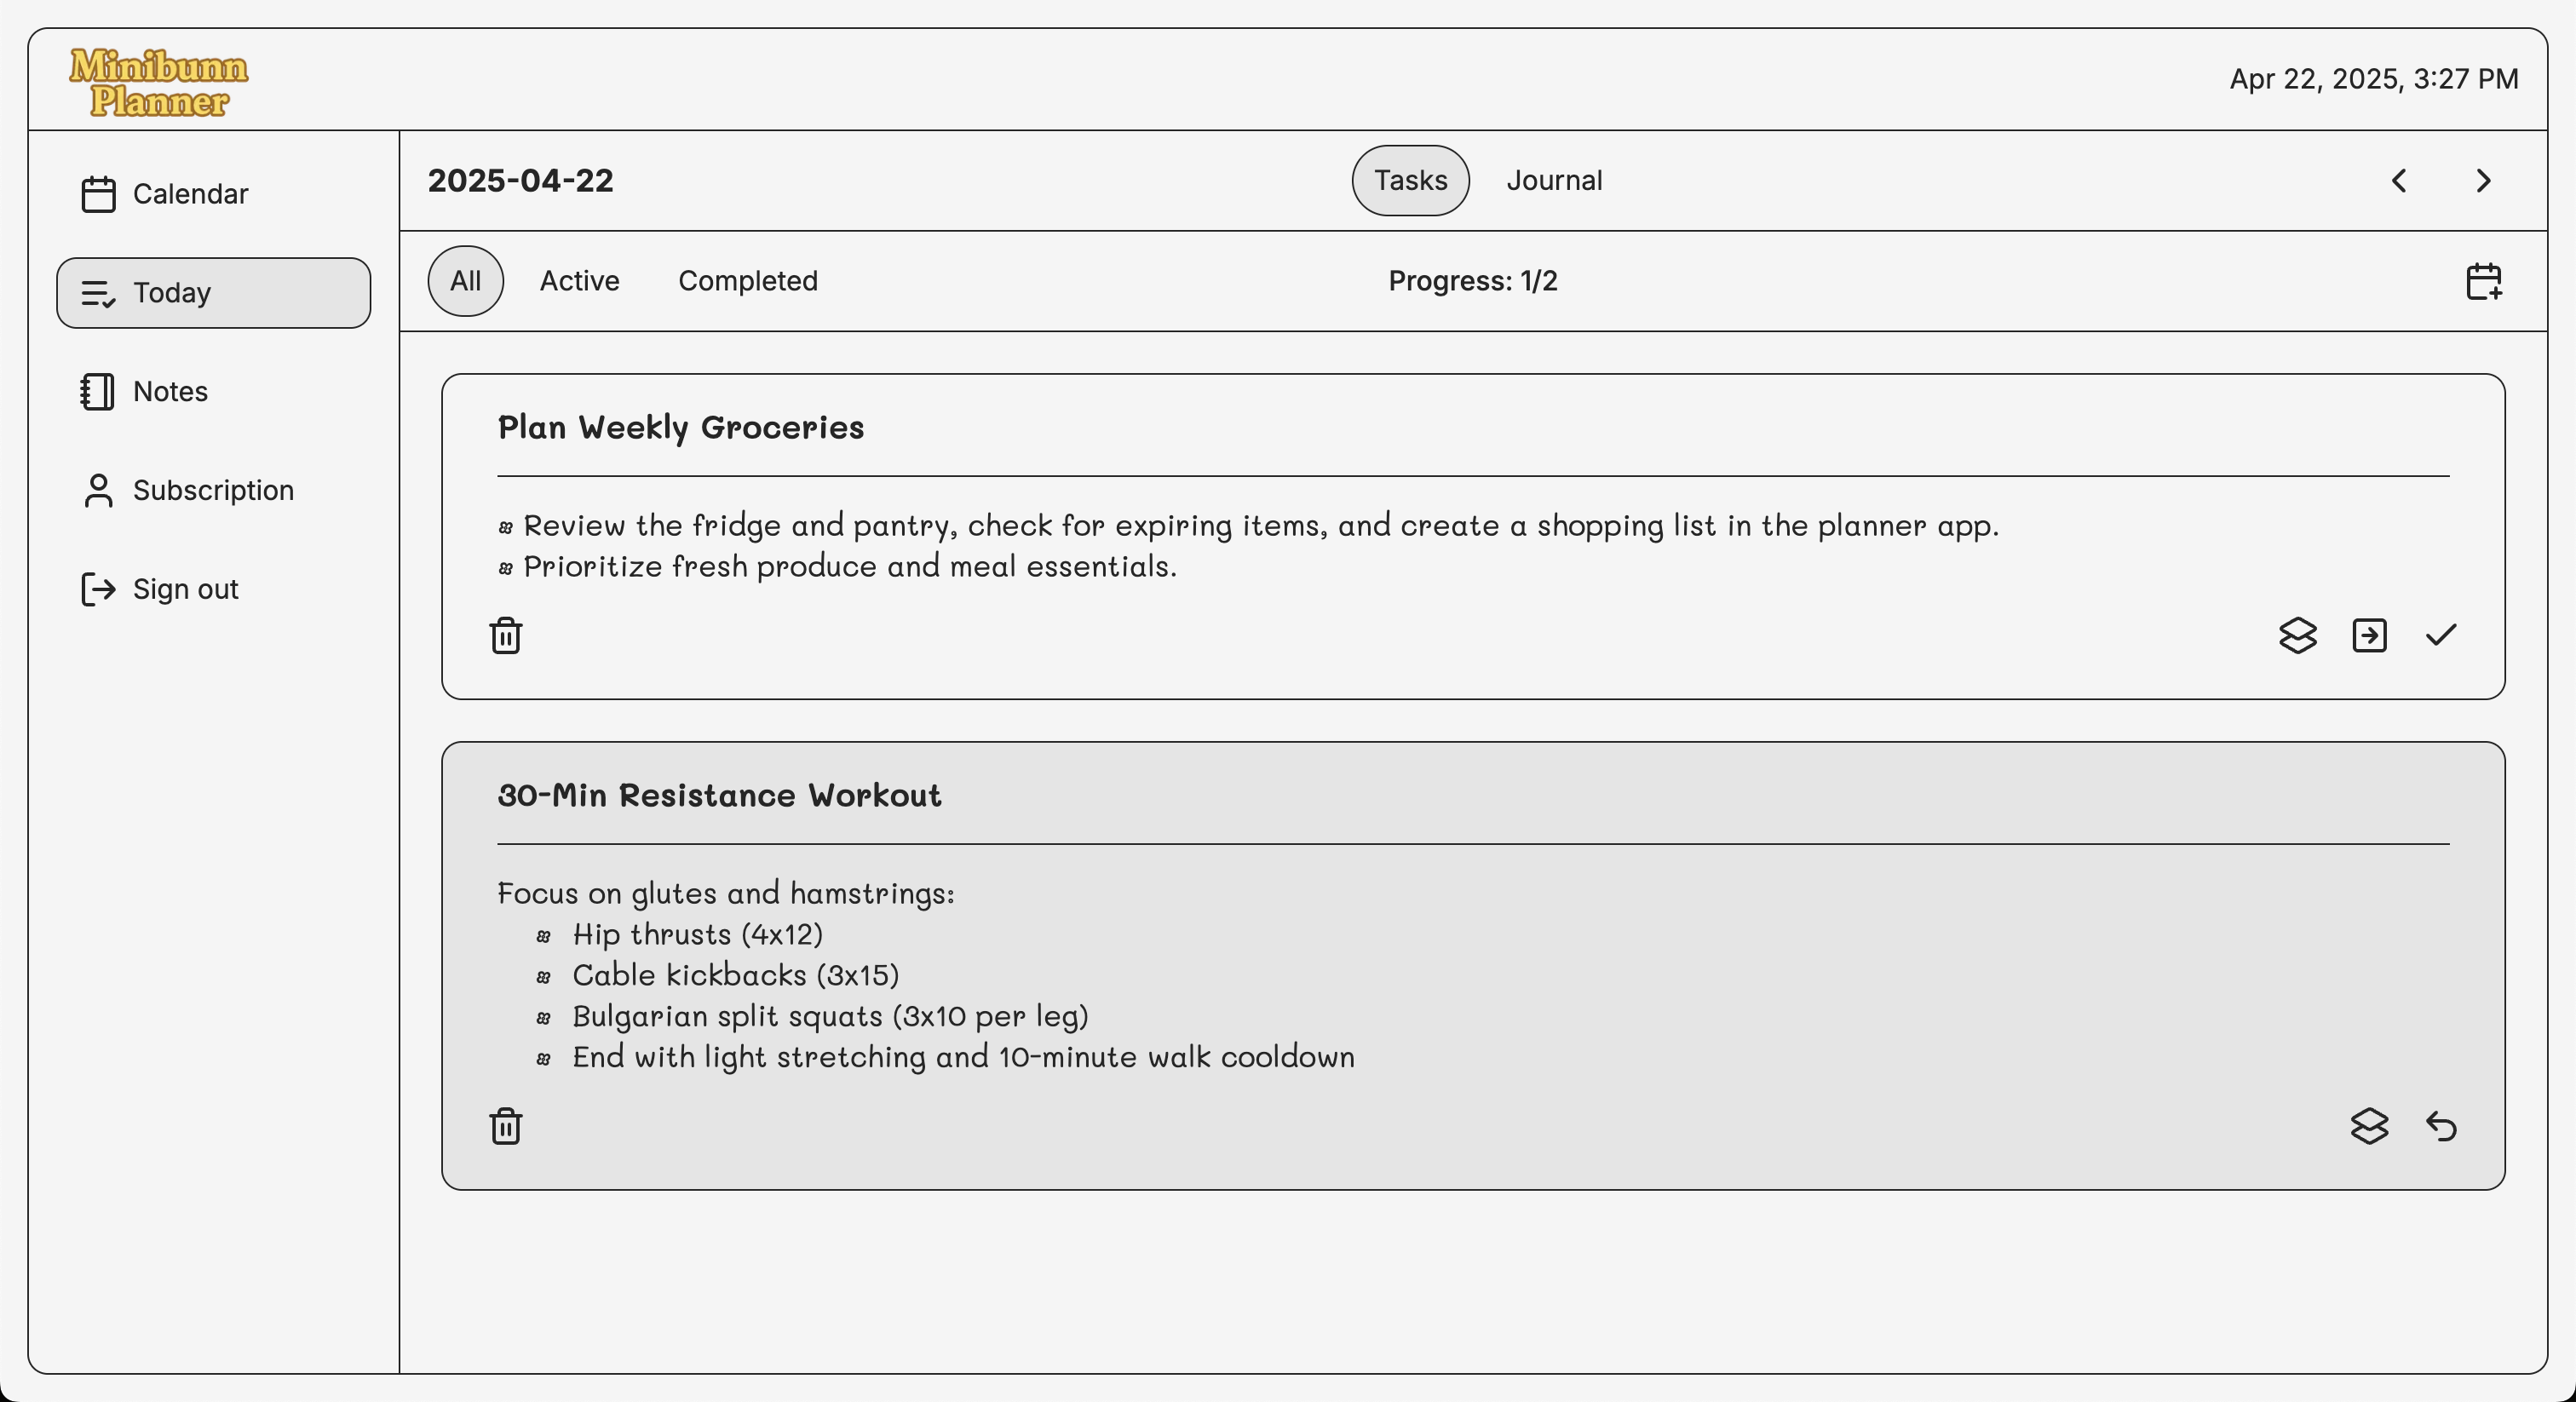 Minibunn
Planner
Apr 22, 2025, 3:27 PM
Calendar
Today
Notes
Subscription
Sign out
2025-04-22
Tasks
Journal
All
Active
Completed
Progress: 1/2
Plan Weekly Groceries
Review the fridge and pantry, check for expiring items, and create a shopping list in the planner app.
Prioritize fresh produce and meal essentials.
30-Min Resistance Workout
Focus on glutes and hamstrings:
Hip thrusts (4x12)
Cable kickbacks (3x15)
Bulgarian split squats (3x10 per leg)
End with light stretching and 10-minute walk cooldown